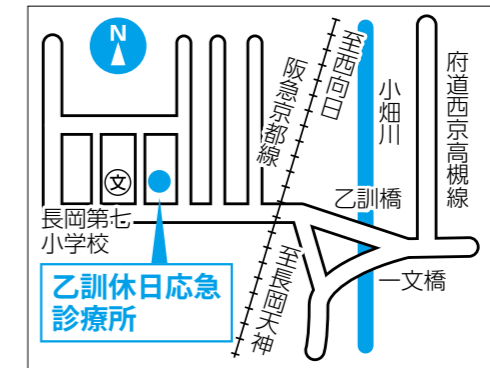 N
至西向日
阪急京都線
小畑川
府道西京高槻線
文
乙訓橋
長岡第七
小学校
至長岡天神
一文橋
乙訓休日応急
診療所